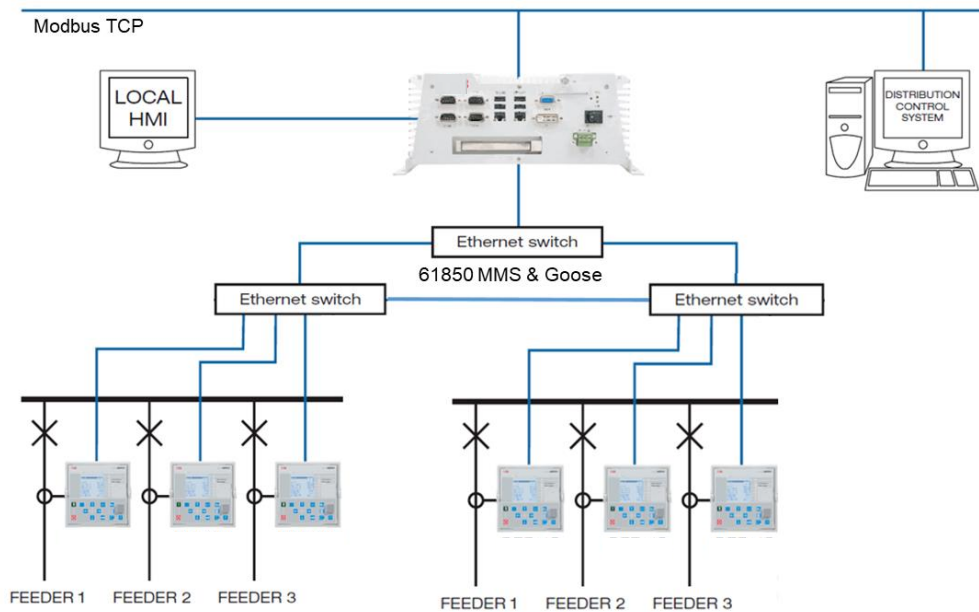 Modbus TCP
LOCAL
HMI
DISTRIBUTION
CONTROL
SYSTEM
Ethernet switch
61850 MMS & Goose
Ethernet switch
Ethernet switch
FEEDER 1
FEEDER 2
FEEDER 3
FEEDER 1
FEEDER 2
FEEDER 3